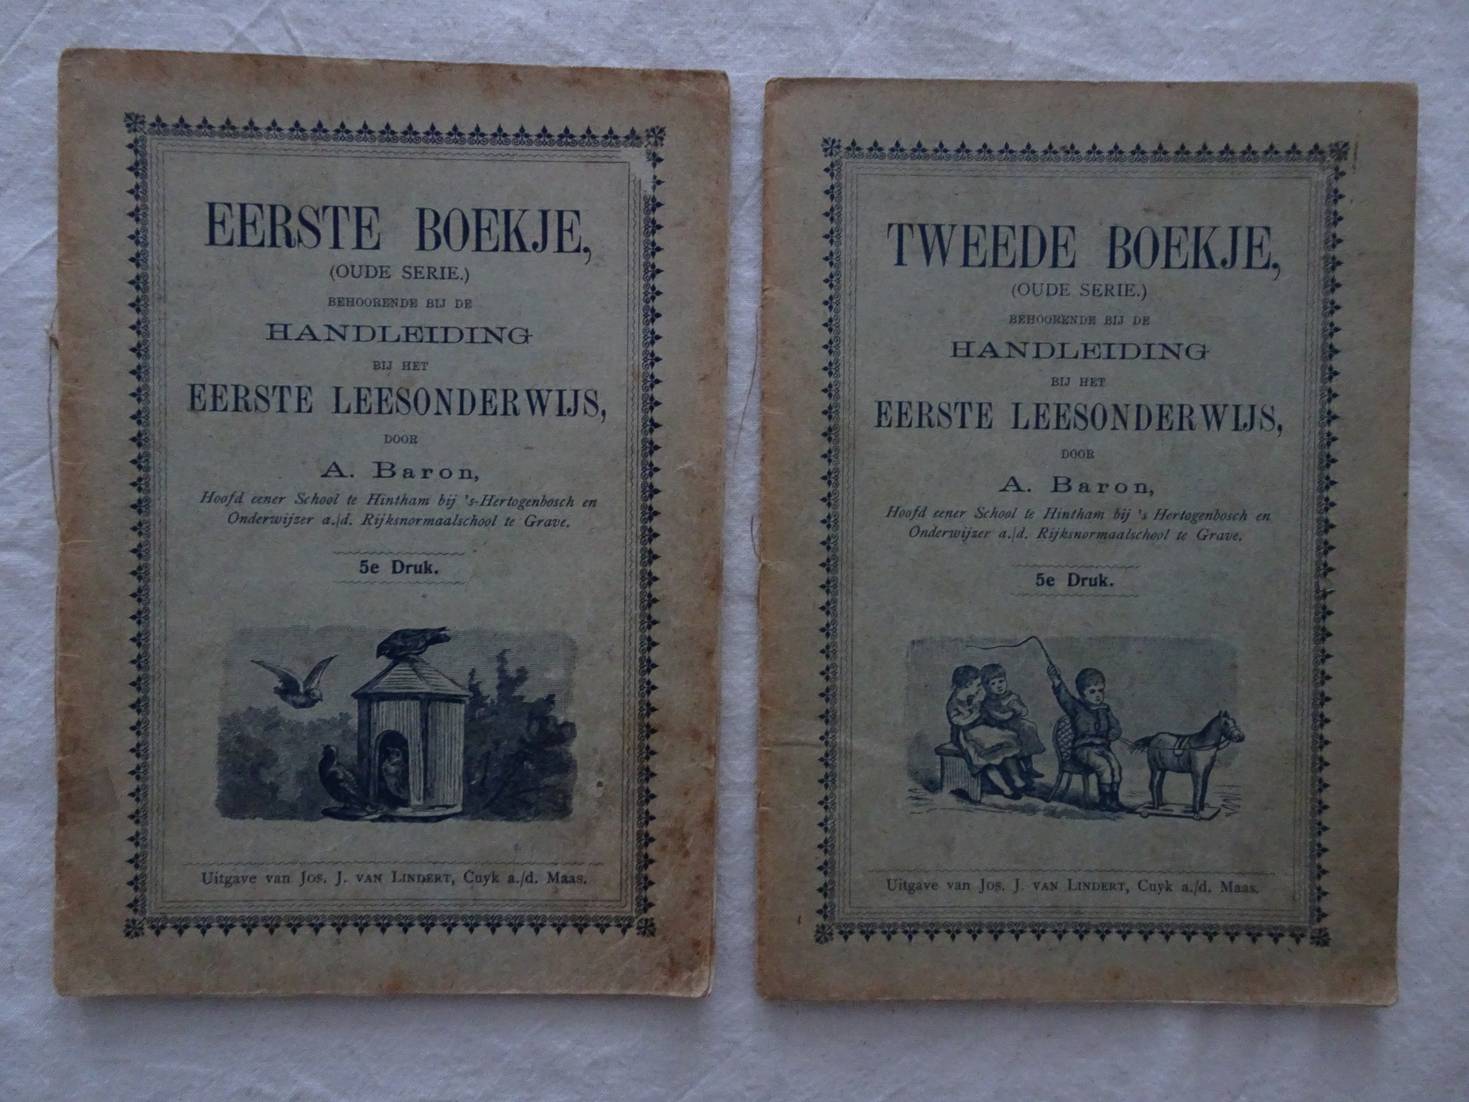 EERSTE BOEKJE,
(OUDE SERIE.)
BEHOORENDE BIJ DE
HANDLEIDING
BIJ HET
EERSTE LEESONDERWIJS,
DOOR
A. Baron,
Hoofd eener School te Hintham bij 's-Hertogenbosch en
Onderwijzer a./d. Rijksnormaalschool te Grave.
5e Druk.
Uitgave van JOS. J. VAN LINDERT, Cuyk a./d. Maas.
TWEEDE BOEKJE,
(OUDE SERIE.)
BEHOORENDE BIJ DE
HANDLEIDING
BIJ HET
EERSTE LEESONDERWIJS,
DOOR
A. Baron,
Hoofd eener School te Hintham bij 's Hertogenbosch en
Onderwijzer a./d. Rijksnormaalschool te Grave.
5e Druk.
Uitgave van JOS. J. VAN LINDERT, Cuyk a./d. Maas.